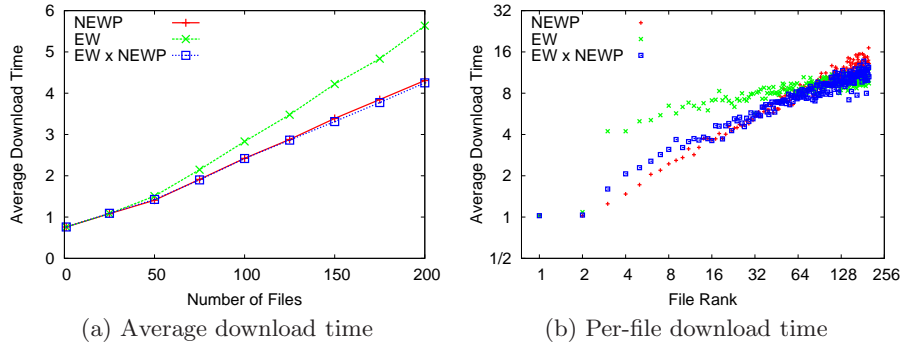 NEWP
EW
EW x NEWP
6
5
4
3
2
1
0
0
50
100
150
200
Average Download Time
Number of Files
(a) Average download time
NEWP
EW
EW x NEWP
32
16
8
4
2
1
1/2
1
2
4
8
16
32
64
128
256
Average Download Time
File Rank
(b) Per-file download time